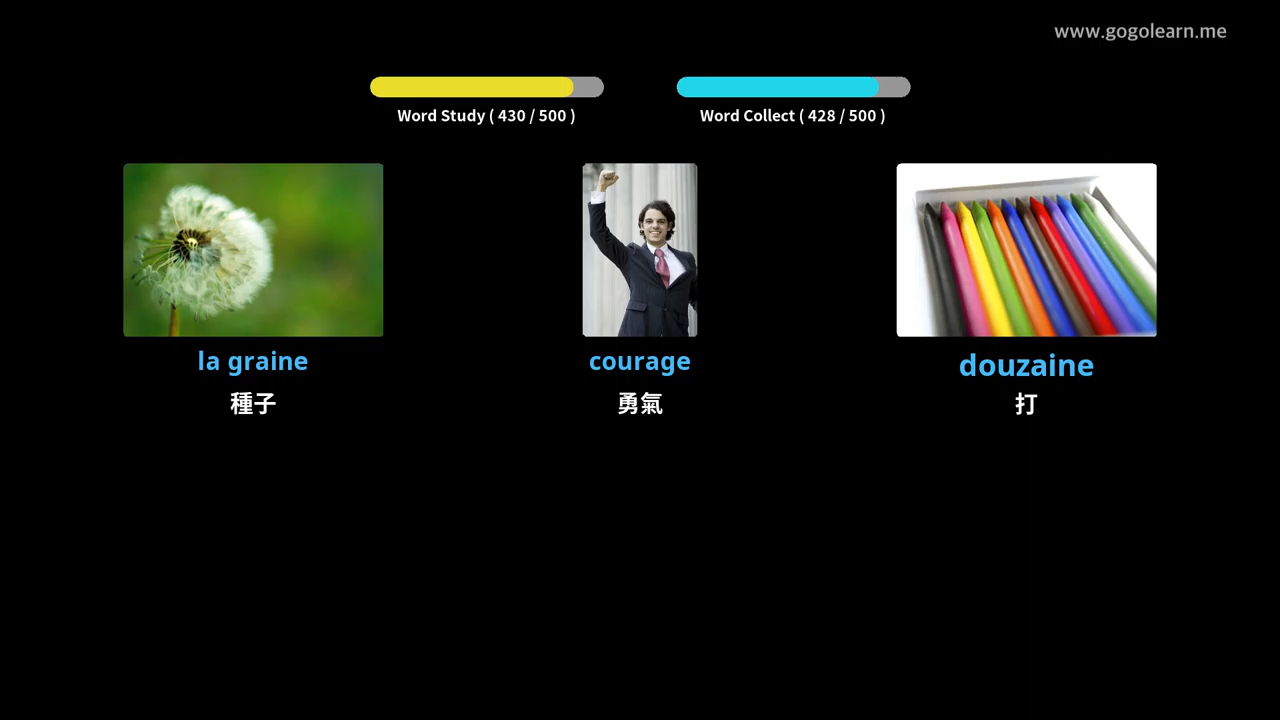 www.gogolearn.me
Word Study ( 430 / 500 )
Word Collect ( 428 / 500 )
la graine
courage
douzaine
種子
勇氣
打